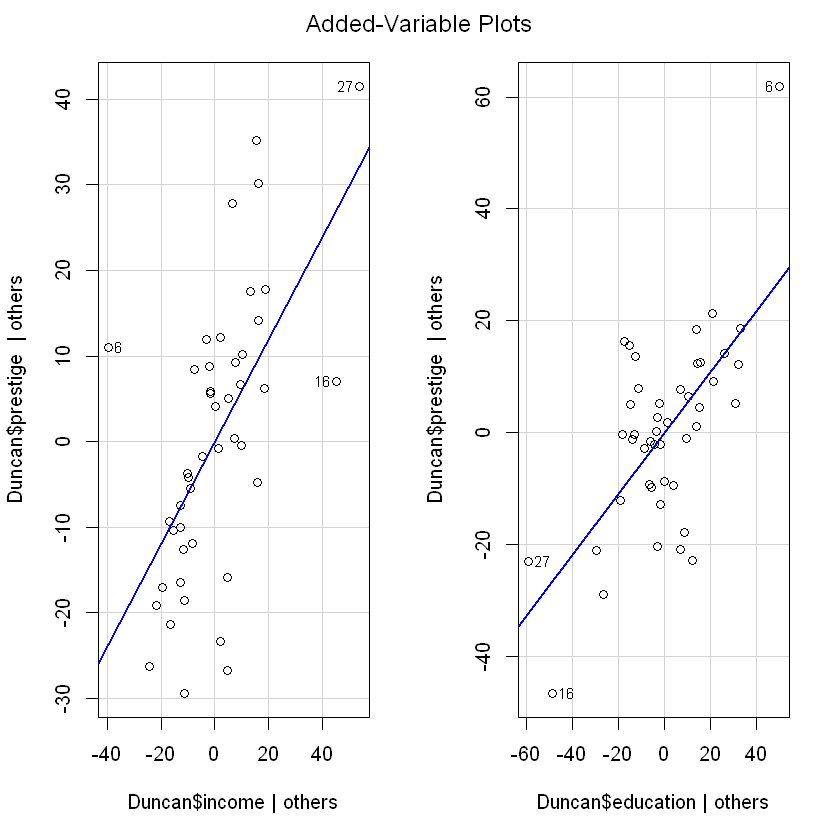 Added-Variable Plots
Duncan$prestige | others
40
30
20
10
0
-10
-20
-30
27
6
16
-40 -20 0 20 40
Duncan$income | others
Duncan$prestige | others
60
40
20
0
-20
-40
6
27
16
-60 -40 -20 0 20 40
Duncan$education | others